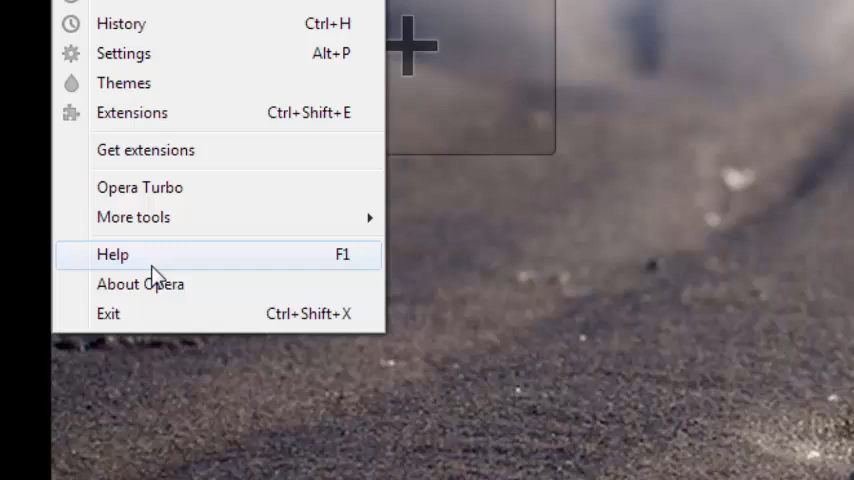 History Ctrl+H
Settings Alt+P
Themes
Extensions Ctrl+Shift+E
Get extensions
Opera Turbo
More tools
Help F1
About Opera
Exit Ctrl+Shift+X